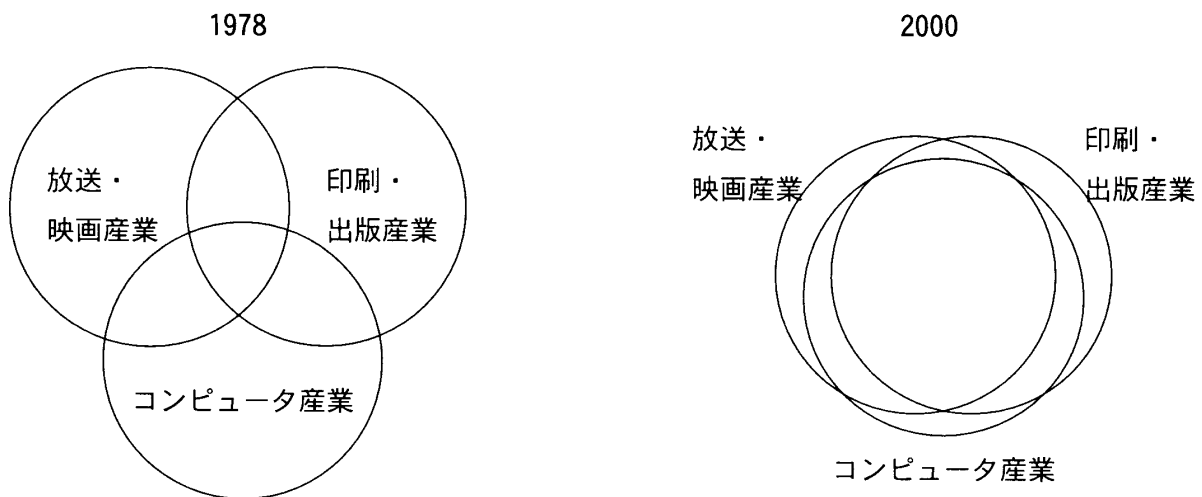 1978
放送・
映画産業
印刷・
出版産業
コンピュータ産業
2000
放送・
映画産業
印刷・
出版産業
コンピュータ産業